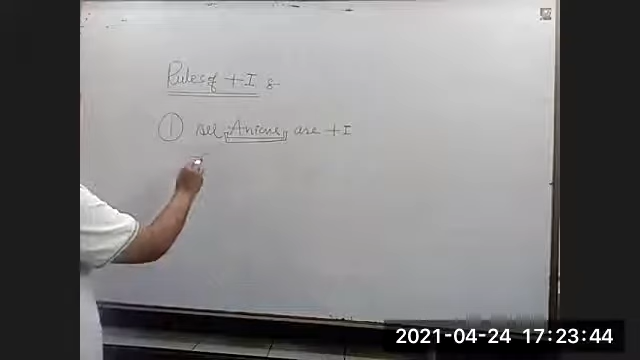 Rules of +I :
① All Anions are +I
2021-04-24 17:23:44